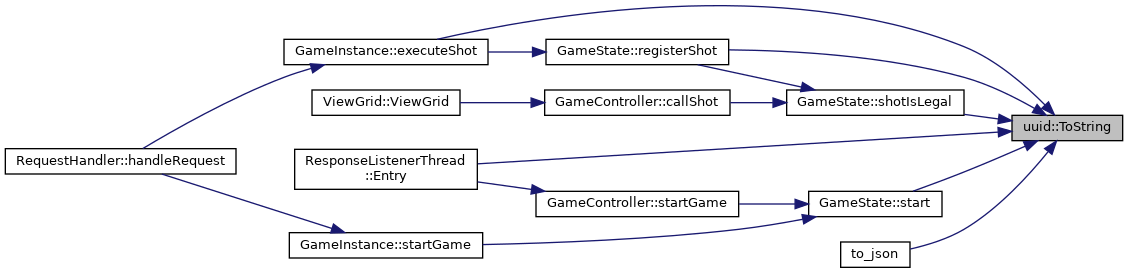 GameInstance::executeShot
GameState::registerShot
ViewGrid::ViewGrid
GameController::callShot
GameState::shotIsLegal
uuid::ToString
RequestHandler::handleRequest
ResponseListenerThread
::Entry
GameController::startGame
GameState::start
GameInstance::startGame
to_json